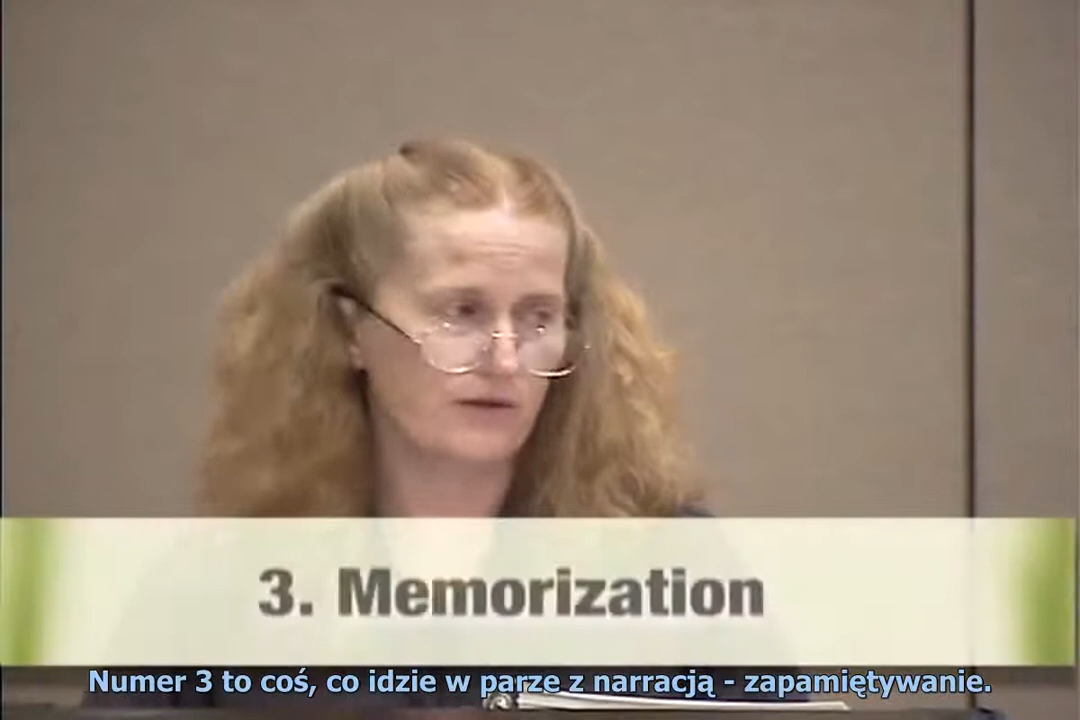 3. Memorization
Numer 3 to coś, co idzie w parze z narracją - zapamiętywanie.